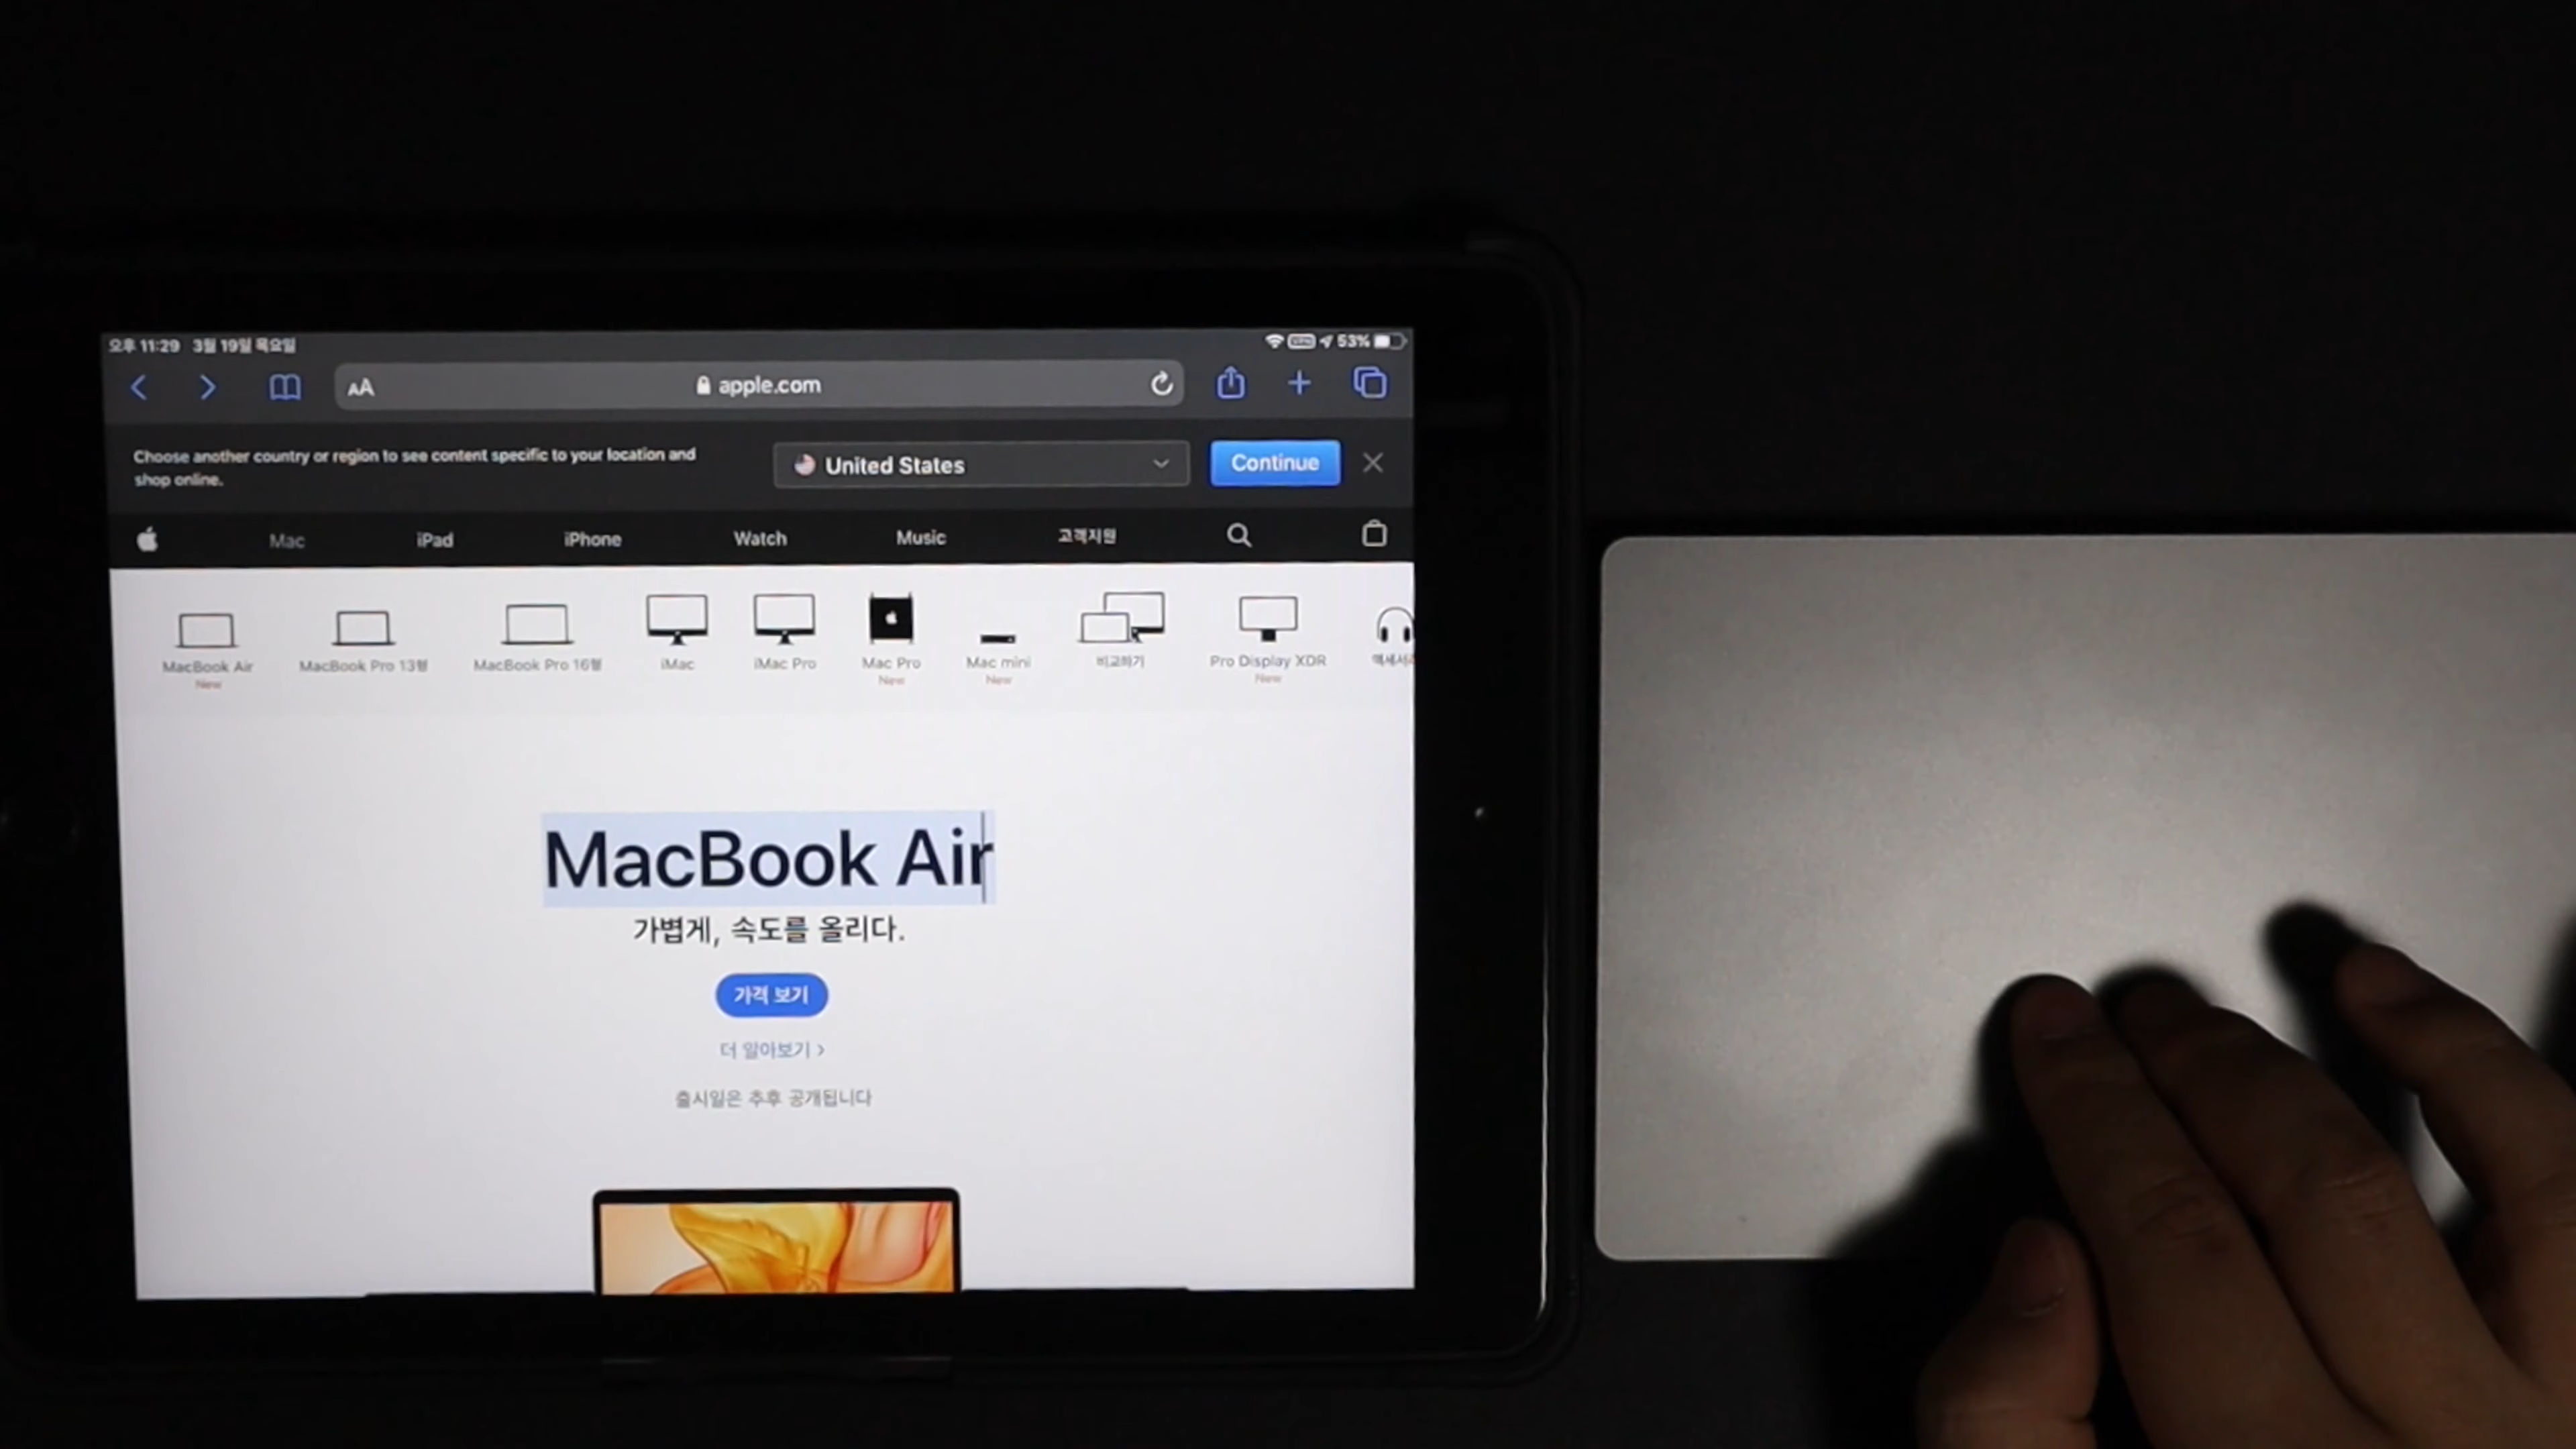 오후 11:29 3월 19일 목요일
VPN 53%
AA apple.com
Choose another country or region to see content specific to your location and
shop online.
United States
Continue
Mac iPad iPhone Watch Music 고객지원
MacBook Air MacBook Pro 13형 MacBook Pro 16형 iMac iMac Pro Mac Pro Mac mini 비교하기 Pro Display XDR
New New New New
MacBook Air
가볍게, 속도를 올리다.
가격 보기
더 알아보기 >
출시일은 추후 공개됩니다